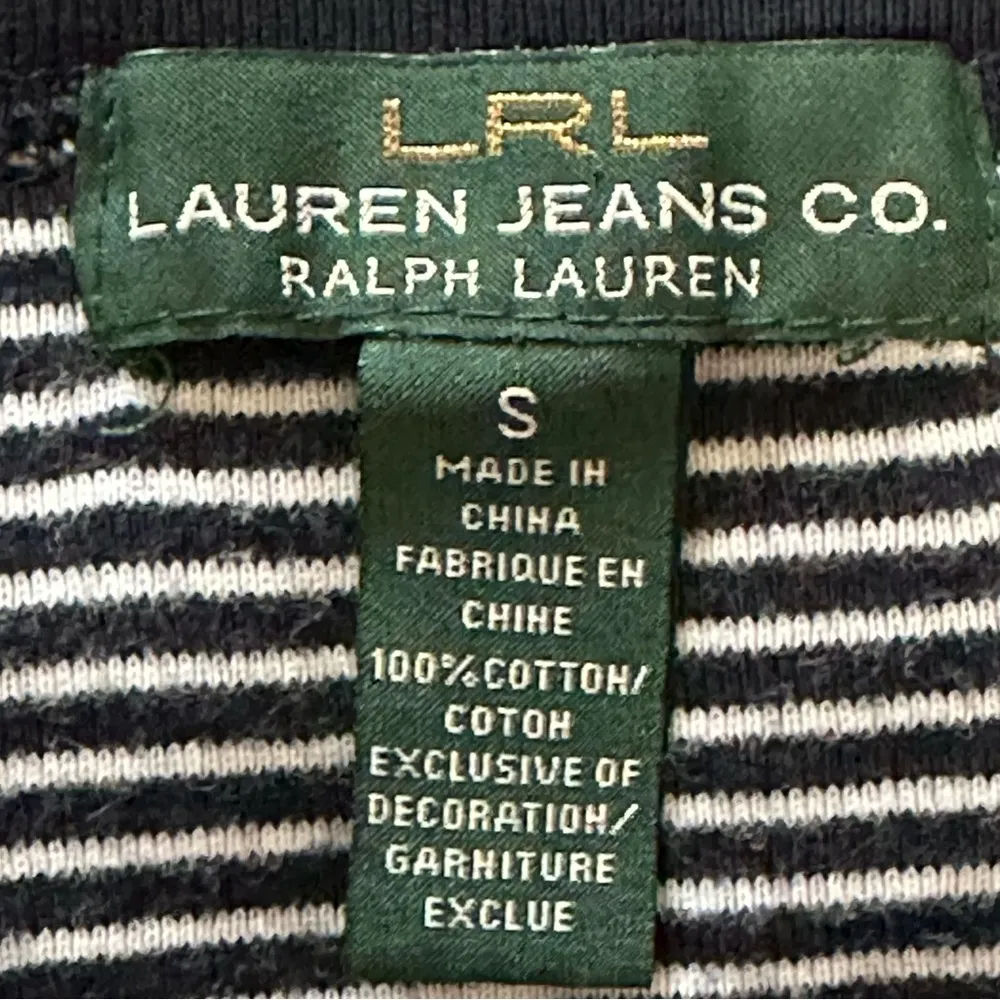 LRL
LAUREN JEANS CO.
RALPH LAUREN
S
MADE IN
CHINA
FABRIQUE EN
CHINE
100% COTTON/
COTON
EXCLUSIVE OF
DECORATION/
GARNITURE
EXCLUE